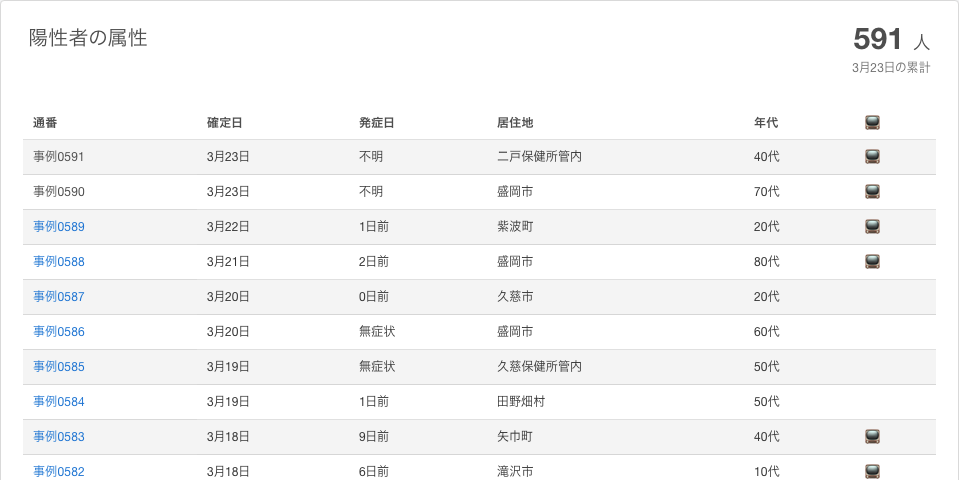 陽性者の属性
591 人
3月23日の累計
通番 確定日 発症日 居住地 年代
事例0591 3月23日 不明 二戸保健所管内 40代
事例0590 3月23日 不明 盛岡市 70代
事例0589 3月22日 1日前 紫波町 20代
事例0588 3月21日 2日前 盛岡市 80代
事例0587 3月20日 0日前 久慈市 20代
事例0586 3月20日 無症状 盛岡市 60代
事例0585 3月19日 無症状 久慈保健所管内 50代
事例0584 3月19日 1日前 田野畑村 50代
事例0583 3月18日 9日前 矢巾町 40代
事例0582 3月18日 6日前 滝沢市 10代